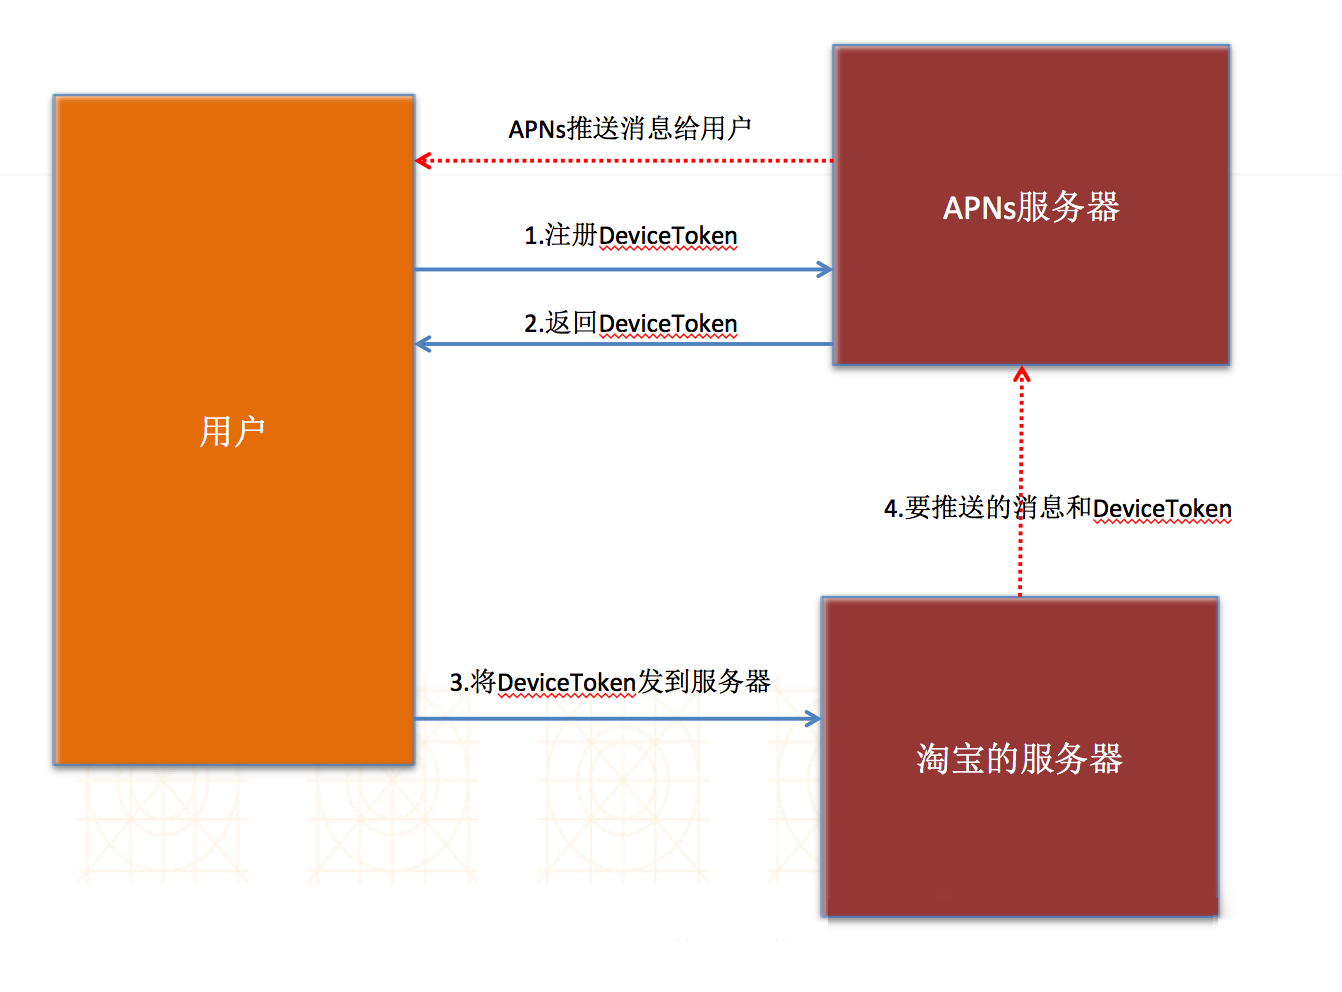 APNs推送消息给用户
APNs服务器
1.注册DeviceToken
2.返回DeviceToken
用户
4.要推送的消息和DeviceToken
3.将DeviceToken发到服务器
淘宝的服务器